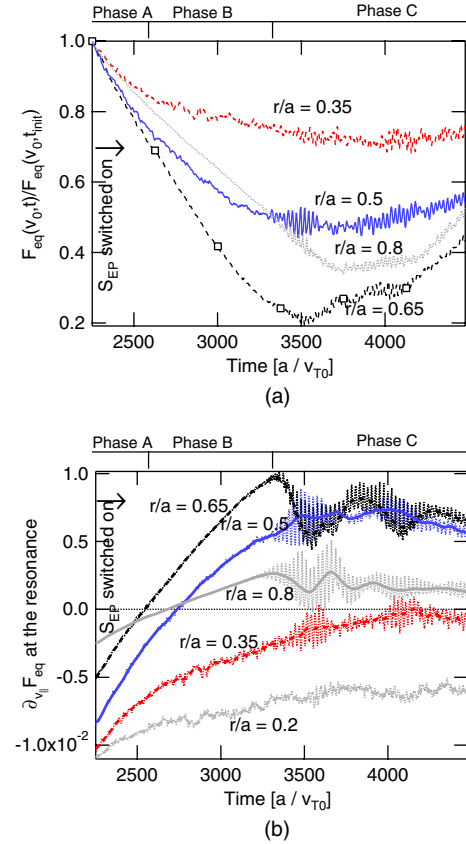 Phase A Phase B Phase C
1.0
0.8
0.6
0.4
0.2
F_eq(v_0,t)/F_eq(v_0,t_init)
S_EP switched on
r/a = 0.35
r/a = 0.5
r/a = 0.8
r/a = 0.65
2500 3000 3500 4000
Time [a / v_T0]
(a)
Phase A Phase B Phase C
1.0
0.5
0.0
-0.5
-1.0x10^-2
∂_v∥ F_eq at the resonance
S_EP switched on
r/a = 0.65
r/a = 0.5
r/a = 0.8
r/a = 0.35
r/a = 0.2
2500 3000 3500 4000
Time [a / v_T0]
(b)